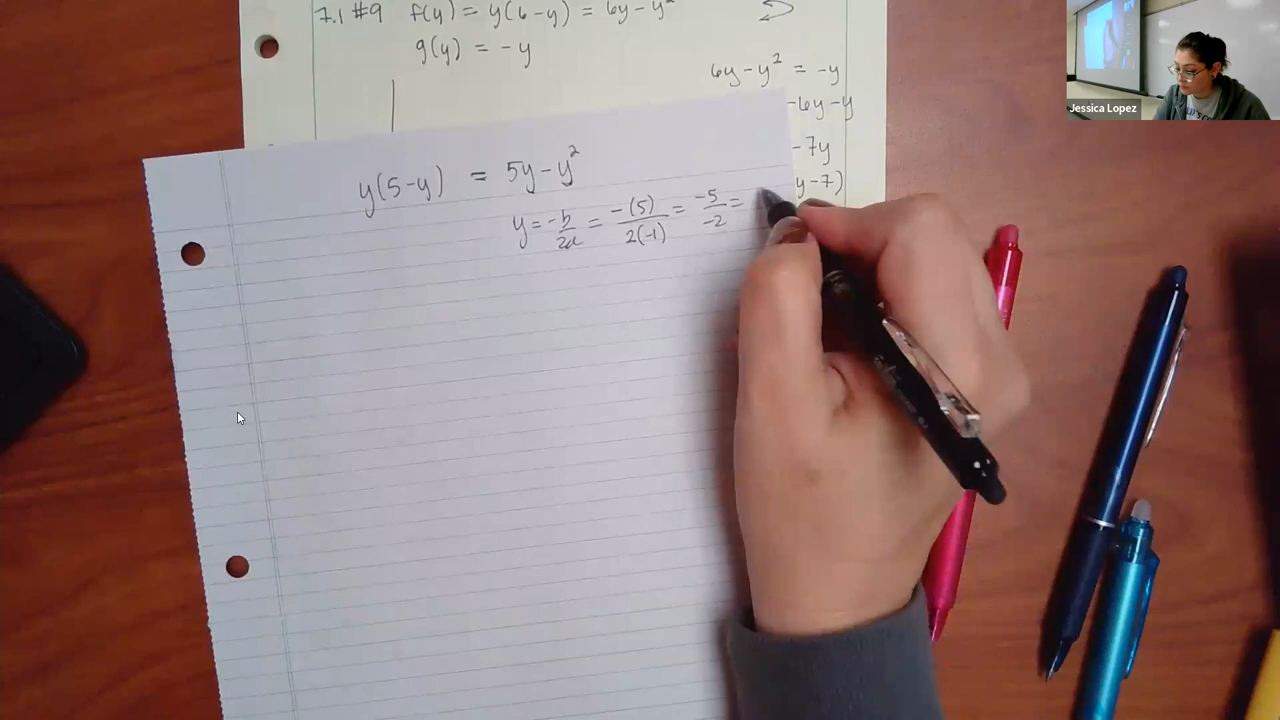 7.1 #9 f(y) = y(6-y) = 6y-y²
g(y) = -y
6y-y² = -y
-6y-y
-7y
y-7)
y(5-y) = 5y-y²
y = -b/2a = -(5)/2(-1) = -5/-2 =
Jessica Lopez